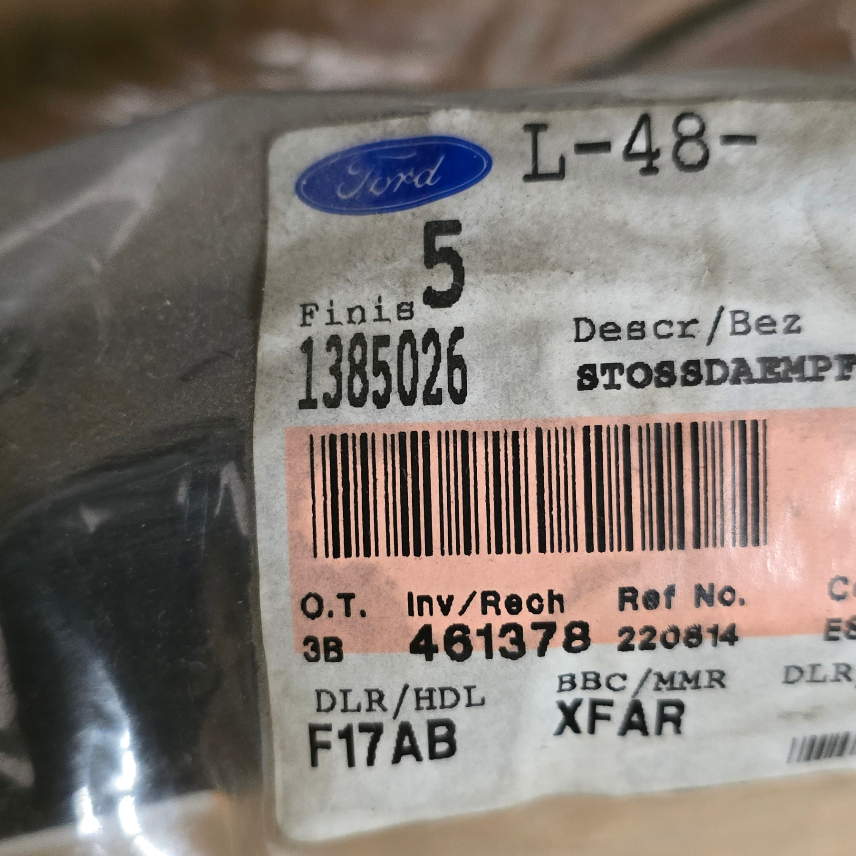 Ford L-48-
5
Finis Descr/Bez
1385026 STOSSDAEMPF
O.T. Inv/Rech Ref No.
3B 461378 220814
DLR/HDL BBC/MMR DLR/
F17AB XFAR